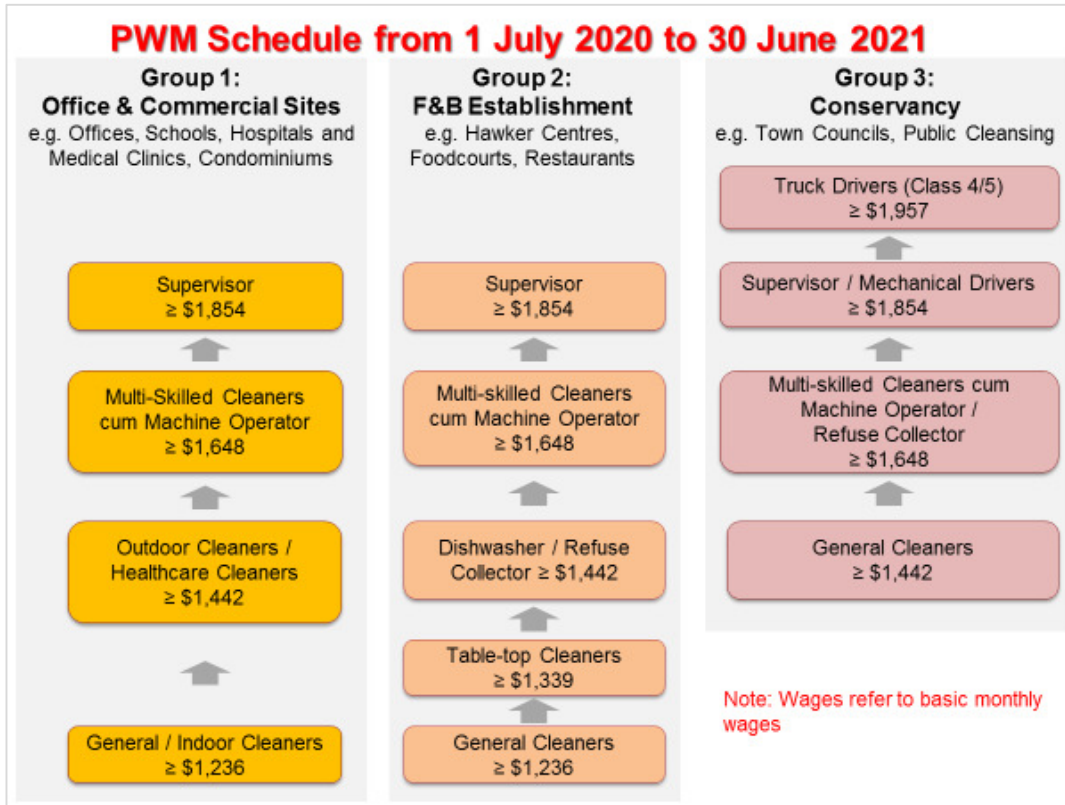 PWM Schedule from 1 July 2020 to 30 June 2021
Group 1:
Office & Commercial Sites
e.g. Offices, Schools, Hospitals and
Medical Clinics, Condominiums
Supervisor
≥ $1,854
Multi-Skilled Cleaners
cum Machine Operator
≥ $1,648
Outdoor Cleaners /
Healthcare Cleaners
≥ $1,442
General / Indoor Cleaners
≥ $1,236
Group 2:
F&B Establishment
e.g. Hawker Centres,
Foodcourts, Restaurants
Supervisor
≥ $1,854
Multi-skilled Cleaners
cum Machine Operator
≥ $1,648
Dishwasher / Refuse
Collector ≥ $1,442
Table-top Cleaners
≥ $1,339
General Cleaners
≥ $1,236
Group 3:
Conservancy
e.g. Town Councils, Public Cleansing
Truck Drivers (Class 4/5)
≥ $1,957
Supervisor / Mechanical Drivers
≥ $1,854
Multi-skilled Cleaners cum
Machine Operator /
Refuse Collector
≥ $1,648
General Cleaners
≥ $1,442
Note: Wages refer to basic monthly
wages